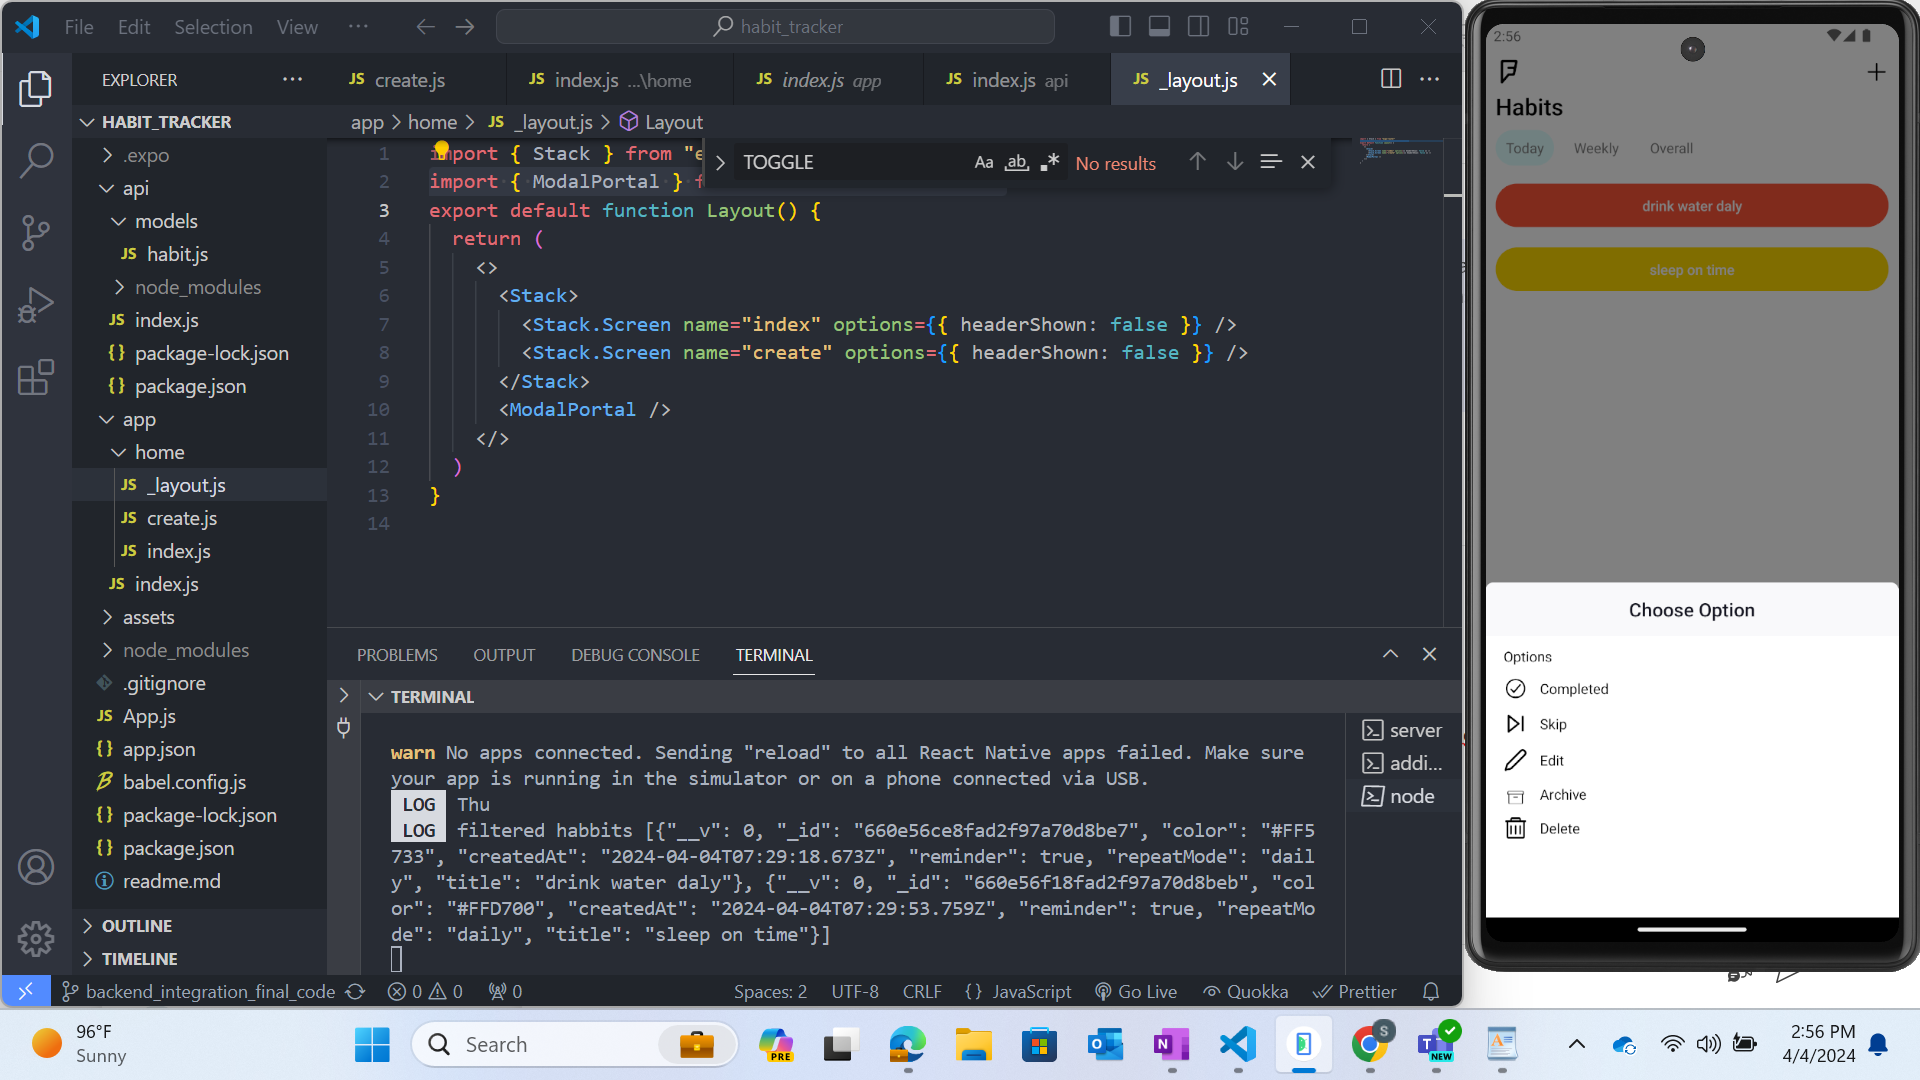 File Edit Selection View ··· habit_tracker
EXPLORER ···
JS create.js
JS index.js ...\home
JS index.js app
JS index.js api
JS _layout.js
HABIT_TRACKER
.expo
api
models
JS habit.js
node_modules
JS index.js
{} package-lock.json
{} package.json
app
home
JS _layout.js
JS create.js
JS index.js
JS index.js
assets
node_modules
.gitignore
JS App.js
{} app.json
babel.config.js
{} package-lock.json
{} package.json
readme.md
OUTLINE
TIMELINE
app > home > JS _layout.js > Layout
TOGGLE Aa ab .* No results
1 import { Stack } from "e
2 import { ModalPortal } f
3 export default function Layout() {
4 return (
5 <>
6 <Stack>
7 <Stack.Screen name="index" options={{ headerShown: false }} />
8 <Stack.Screen name="create" options={{ headerShown: false }} />
9 </Stack>
10 <ModalPortal />
11 </>
12 )
13 }
14
PROBLEMS OUTPUT DEBUG CONSOLE TERMINAL
TERMINAL
warn No apps connected. Sending "reload" to all React Native apps failed. Make sure
your app is running in the simulator or on a phone connected via USB.
LOG Thu
LOG filtered habbits [{"__v": 0, "_id": "660e56ce8fad2f97a70d8be7", "color": "#FF5
733", "createdAt": "2024-04-04T07:29:18.673Z", "reminder": true, "repeatMode": "dail
y", "title": "drink water daly"}, {"__v": 0, "_id": "660e56f18fad2f97a70d8beb", "col
or": "#FFD700", "createdAt": "2024-04-04T07:29:53.759Z", "reminder": true, "repeatMo
de": "daily", "title": "sleep on time"}]
server
addi...
node
backend_integration_final_code 0 0 0 Spaces: 2 UTF-8 CRLF {} JavaScript Go Live Quokka Prettier
2:56
Habits
Today Weekly Overall
drink water daly
sleep on time
Choose Option
Options
Completed
Skip
Edit
Archive
Delete
96°F
Sunny
Search
PRE
NEW
S
2:56 PM
4/4/2024